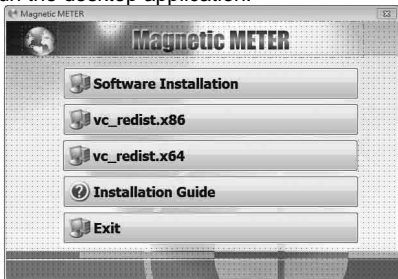 the desktop application.
Magnetic METER
Magnetic METER
Software Installation
vc_redist.x86
vc_redist.x64
Installation Guide
Exit